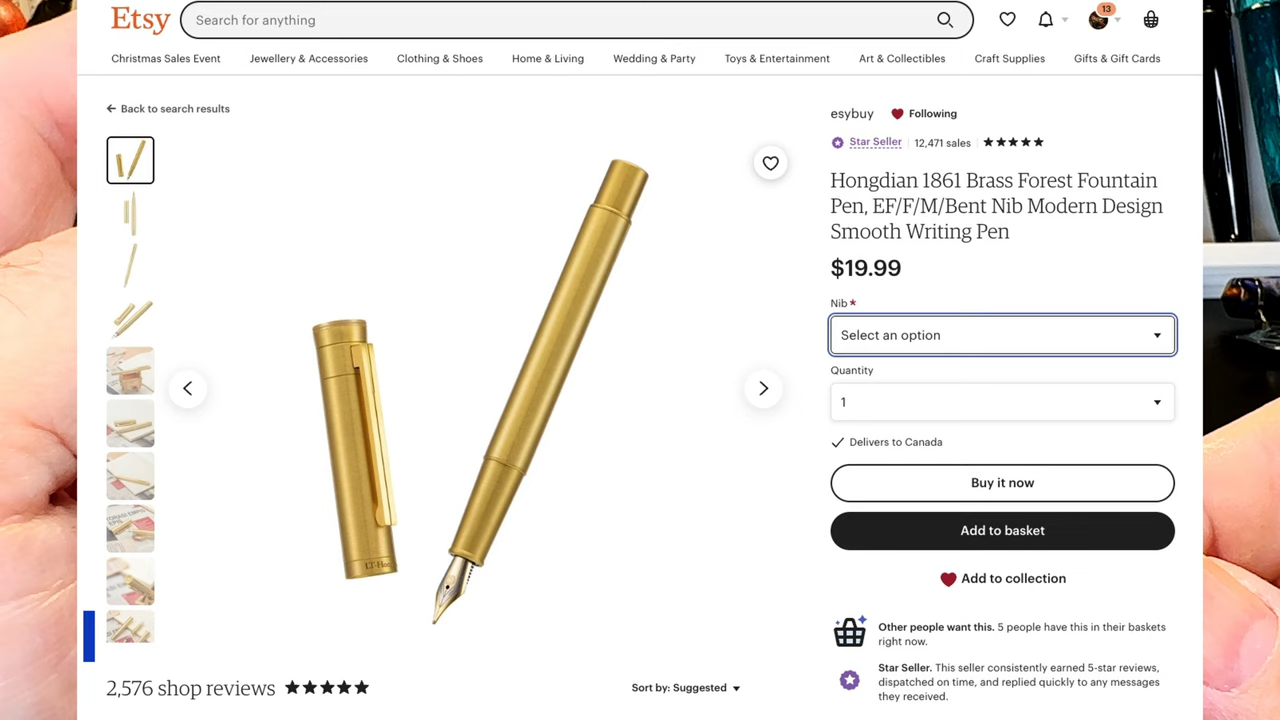 Etsy
Search for anything
13
Christmas Sales Event
Jewellery & Accessories
Clothing & Shoes
Home & Living
Wedding & Party
Toys & Entertainment
Art & Collectibles
Craft Supplies
Gifts & Gift Cards
Back to search results
esybuy
Following
Star Seller
12,471 sales
Hongdian 1861 Brass Forest Fountain
Pen, EF/F/M/Bent Nib Modern Design
Smooth Writing Pen
$19.99
Nib *
Select an option
Quantity
1
Delivers to Canada
Buy it now
Add to basket
Add to collection
Other people want this. 5 people have this in their baskets
right now.
Star Seller. This seller consistently earned 5-star reviews,
dispatched on time, and replied quickly to any messages
they received.
2,576 shop reviews
Sort by: Suggested